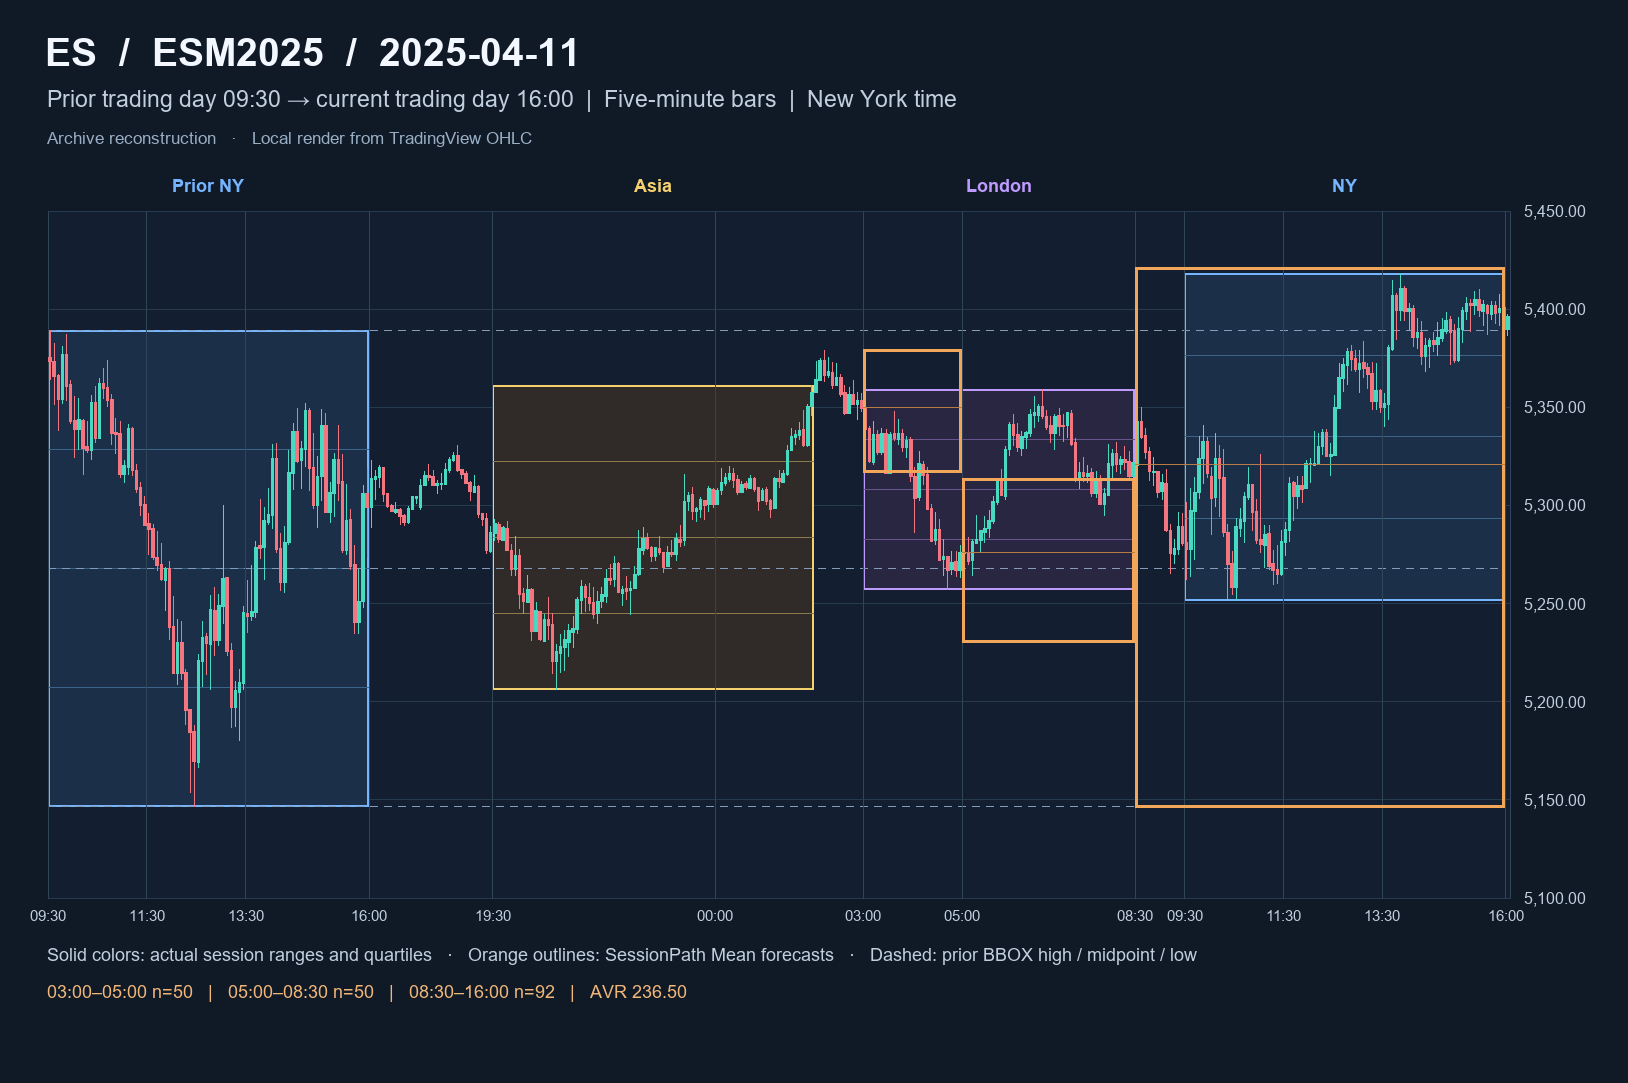 ES / ESM2025 / 2025-04-11
Prior trading day 09:30 → current trading day 16:00 | Five-minute bars | New York time
Archive reconstruction · Local render from TradingView OHLC
Prior NY Asia London NY
5,450.00
5,400.00
5,350.00
5,300.00
5,250.00
5,200.00
5,150.00
5,100.00
09:30 11:30 13:30 16:00 19:30 00:00 03:00 05:00 08:30 09:30 11:30 13:30 16:00
Solid colors: actual session ranges and quartiles · Orange outlines: SessionPath Mean forecasts · Dashed: prior BBOX high / midpoint / low
03:00–05:00 n=50 | 05:00–08:30 n=50 | 08:30–16:00 n=92 | AVR 236.50